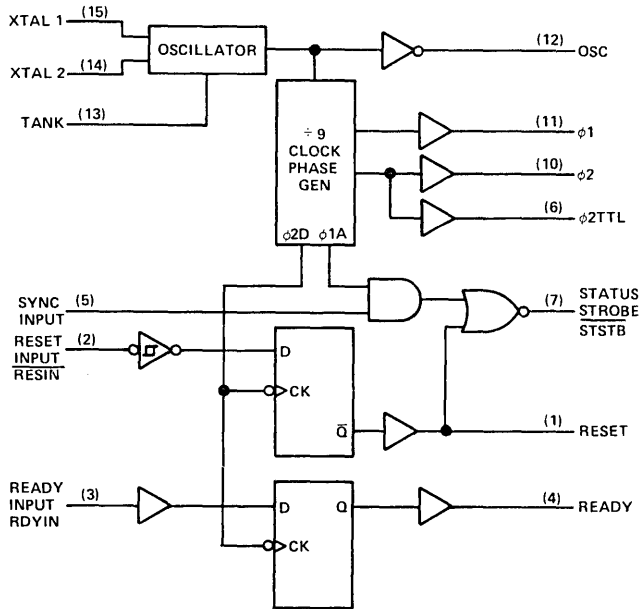 XTAL 1 (15)
OSCILLATOR
(12) OSC
XTAL 2 (14)
TANK (13)
÷ 9
CLOCK
PHASE
GEN
(11) ϕ1
(10) ϕ2
(6) ϕ2TTL
ϕ2D ϕ1A
SYNC
INPUT
(5)
(7)
STATUS
STROBE
STSTB
RESET
INPUT
RESIN
(2)
D
CK
Q
(1) RESET
READY
INPUT
RDYIN
(3)
D
Q
CK
(4) READY